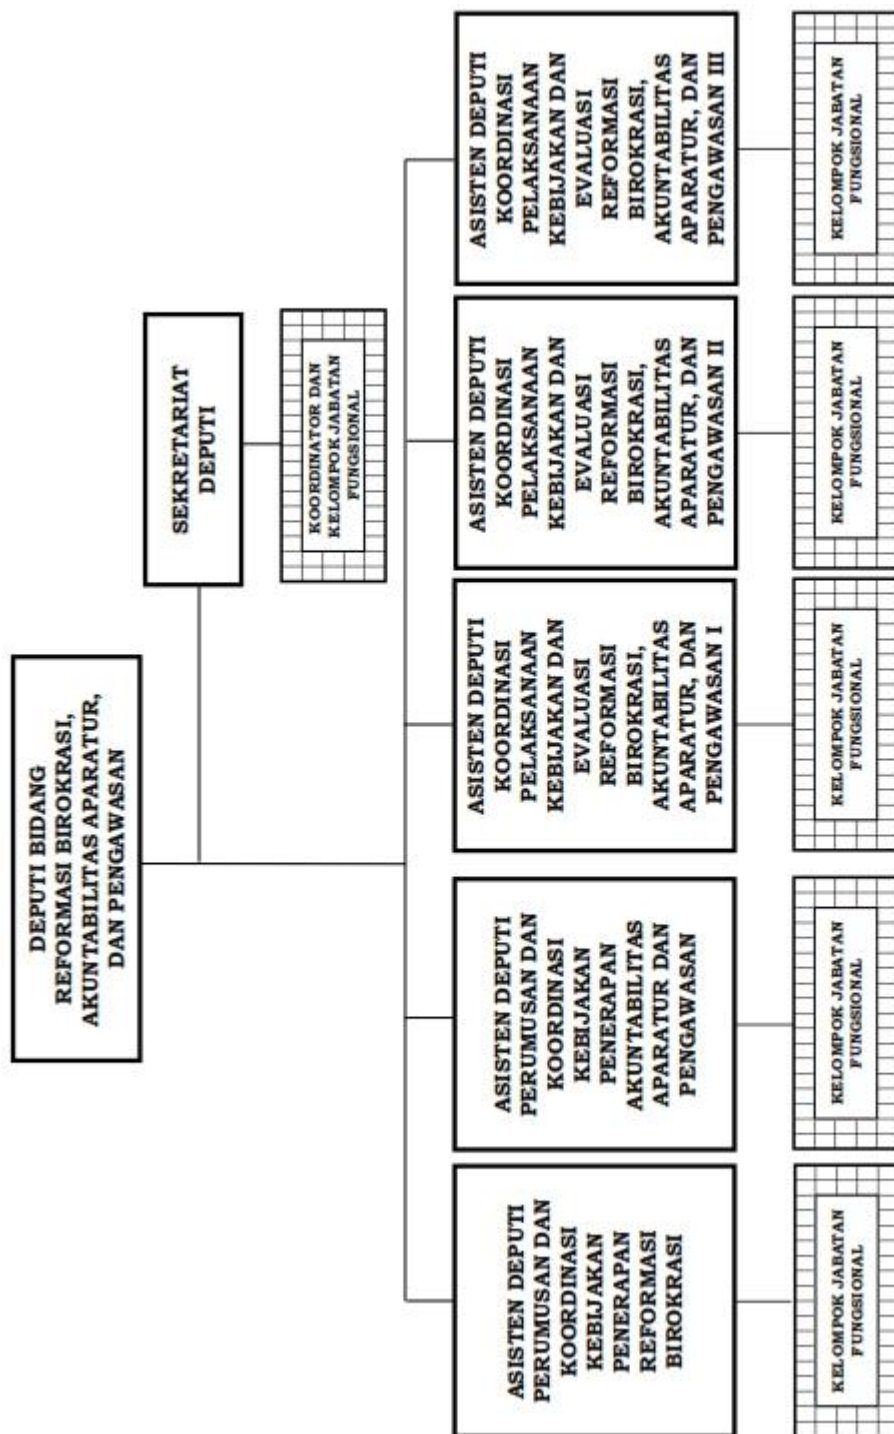 DEPUTI BIDANG
REFORMASI BIROKRASI,
AKUNTABILITAS APARATUR,
DAN PENGAWASAN
SEKRETARIAT
DEPUTI
KOORDINATOR DAN
KELOMPOK JABATAN
FUNGSIONAL
ASISTEN DEPUTI
PERUMUSAN DAN
KOORDINASI
KEBIJAKAN
PENERAPAN
REFORMASI
BIROKRASI
ASISTEN DEPUTI
PERUMUSAN DAN
KOORDINASI
KEBIJAKAN
PENERAPAN
AKUNTABILITAS
APARATUR DAN
PENGAWASAN
ASISTEN DEPUTI
KOORDINASI
PELAKSANAAN
KEBIJAKAN DAN
EVALUASI
REFORMASI
BIROKRASI,
AKUNTABILITAS
APARATUR, DAN
PENGAWASAN I
ASISTEN DEPUTI
KOORDINASI
PELAKSANAAN
KEBIJAKAN DAN
EVALUASI
REFORMASI
BIROKRASI,
AKUNTABILITAS
APARATUR, DAN
PENGAWASAN II
ASISTEN DEPUTI
KOORDINASI
PELAKSANAAN
KEBIJAKAN DAN
EVALUASI
REFORMASI
BIROKRASI,
AKUNTABILITAS
APARATUR, DAN
PENGAWASAN III
KELOMPOK JABATAN
FUNGSIONAL
KELOMPOK JABATAN
FUNGSIONAL
KELOMPOK JABATAN
FUNGSIONAL
KELOMPOK JABATAN
FUNGSIONAL
KELOMPOK JABATAN
FUNGSIONAL